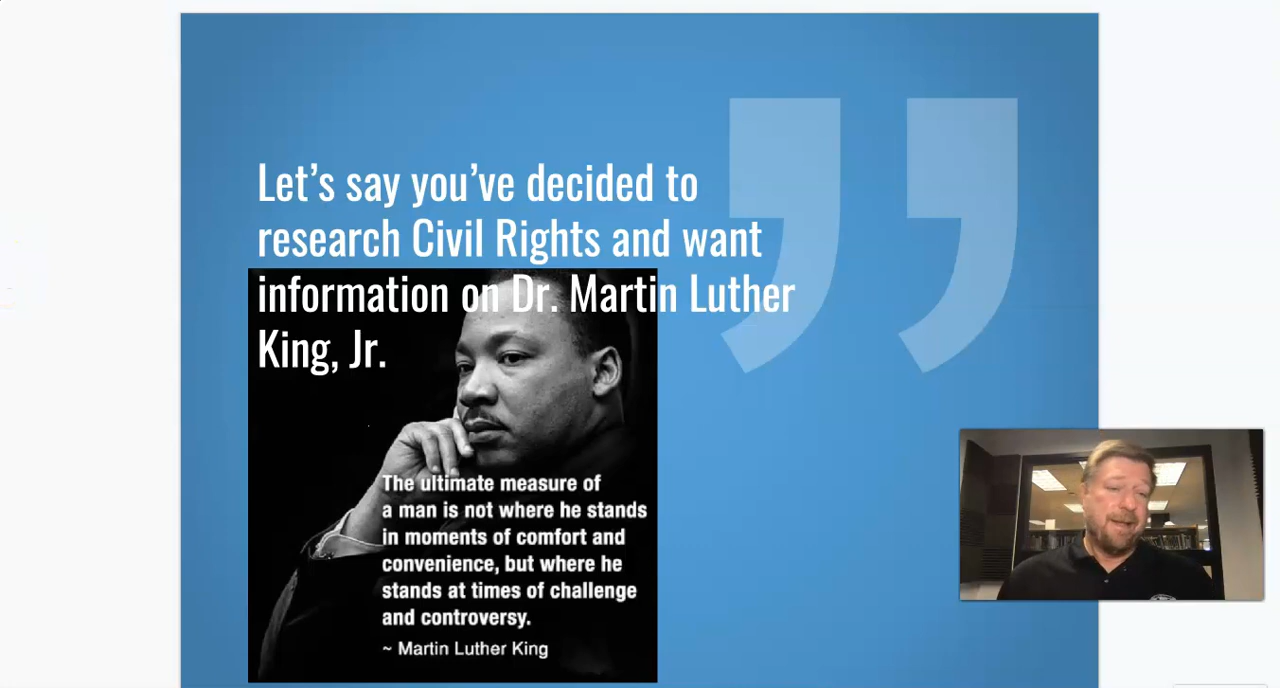 Let’s say you’ve decided to
research Civil Rights and want
information on Dr. Martin Luther
King, Jr.
The ultimate measure of
a man is not where he stands
in moments of comfort and
convenience, but where he
stands at times of challenge
and controversy.
~ Martin Luther King